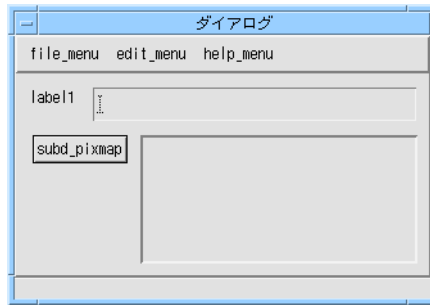 ダイアログ
file_menu edit_menu help_menu
label1
subd_pixmap